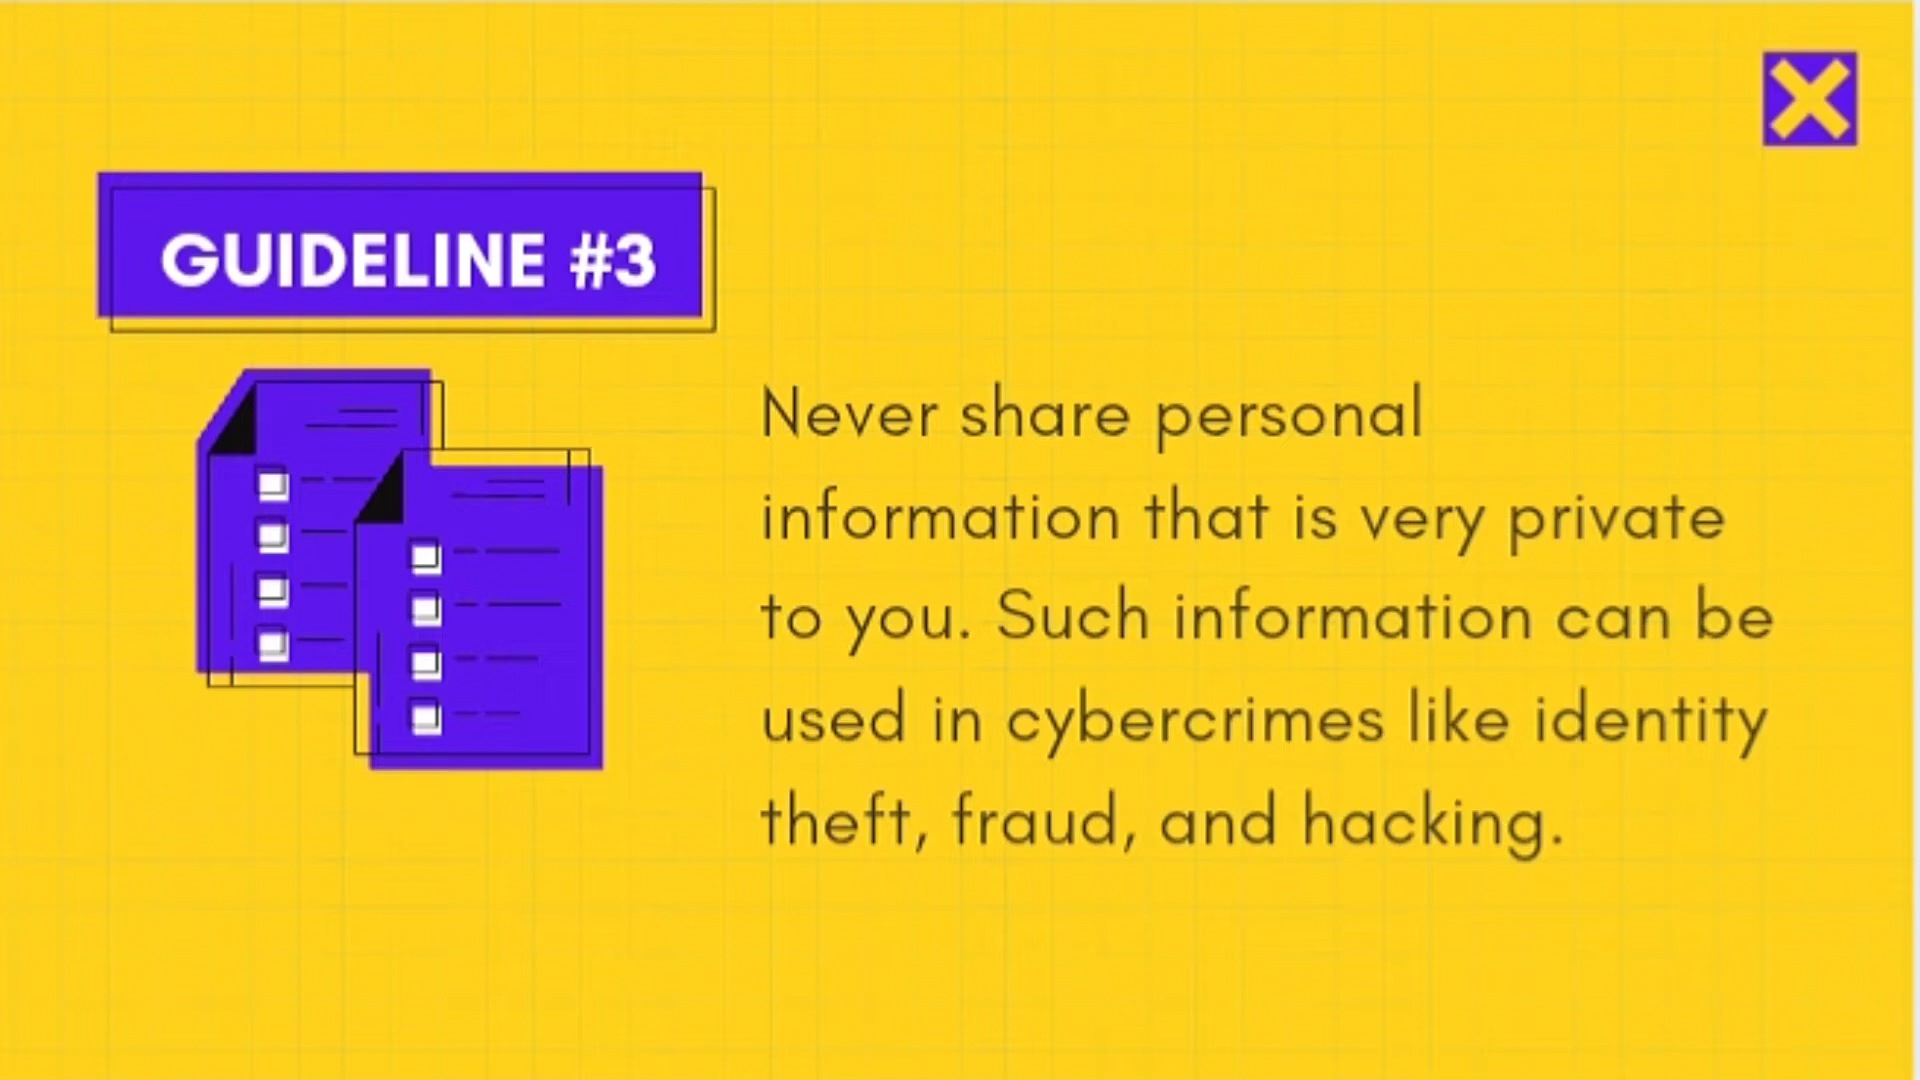 GUIDELINE #3
Never share personal
information that is very private
to you. Such information can be
used in cybercrimes like identity
theft, fraud, and hacking.